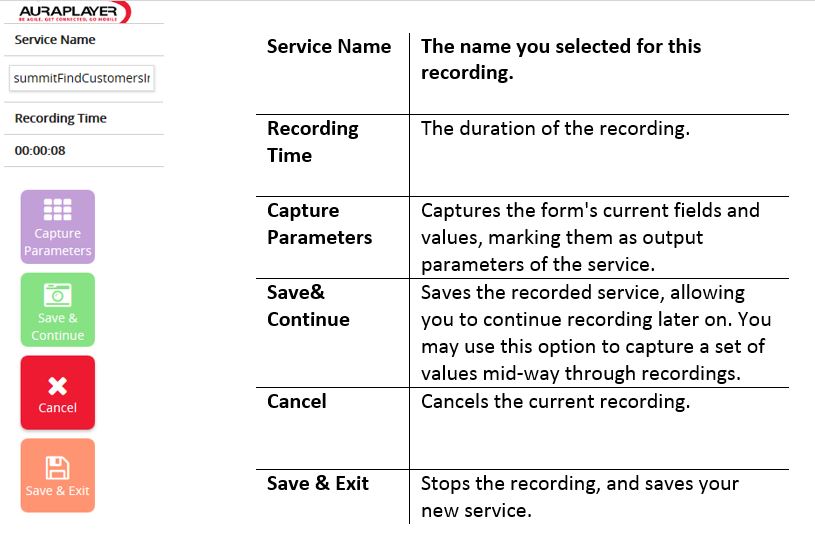 AURAPLAYER
BE AGILE. GET CONNECTED. GO MOBILE
Service Name
summitFindCustomersIr
Recording Time
00:00:08
Capture
Parameters
Save &
Continue
Cancel
Save & Exit
Service Name
The name you selected for this
recording.
Recording
Time
The duration of the recording.
Capture
Parameters
Captures the form's current fields and
values, marking them as output
parameters of the service.
Save&
Continue
Saves the recorded service, allowing
you to continue recording later on. You
may use this option to capture a set of
values mid-way through recordings.
Cancel
Cancels the current recording.
Save & Exit
Stops the recording, and saves your
new service.